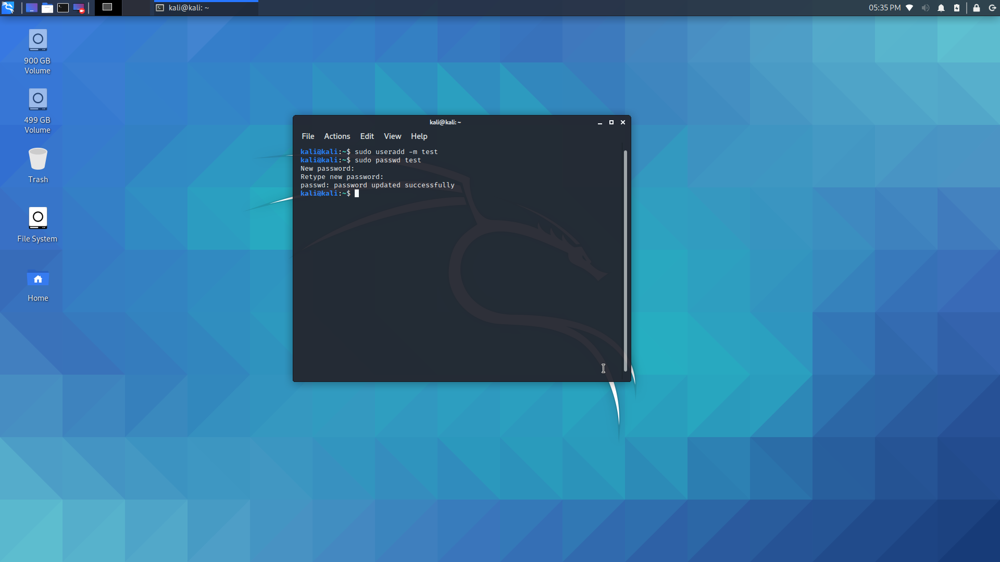 kali@kali: ~
05:35 PM
900 GB
Volume
499 GB
Volume
Trash
File System
Home
kali@kali: ~
File Actions Edit View Help
kali@kali:~$ sudo useradd -m test
kali@kali:~$ sudo passwd test
New password:
Retype new password:
passwd: password updated successfully
kali@kali:~$